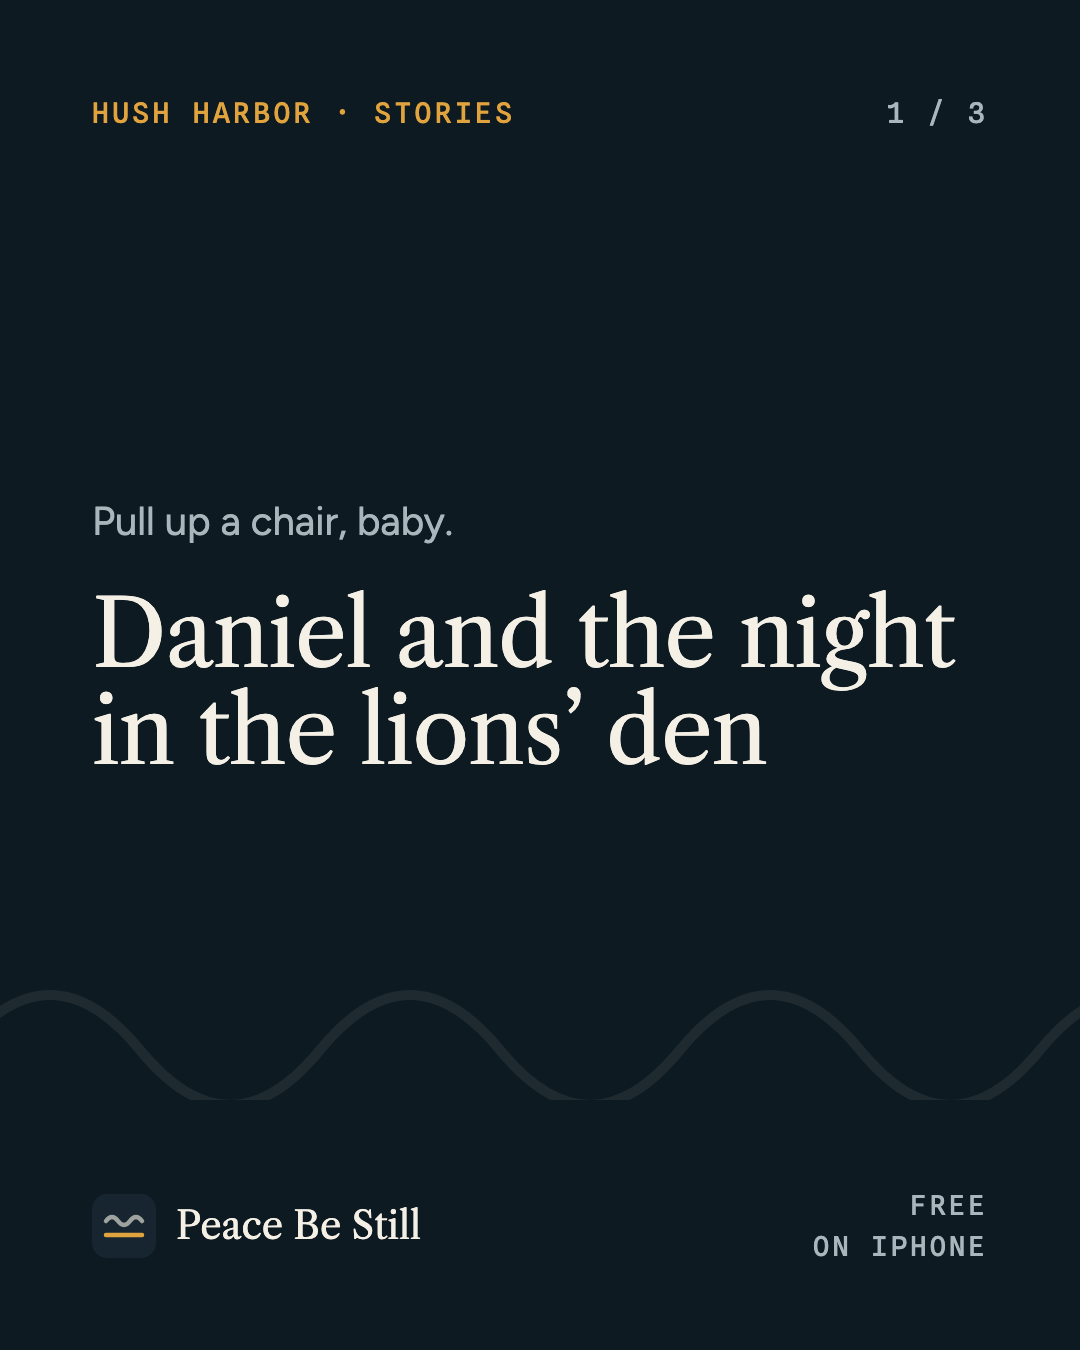 HUSH HARBOR · STORIES
1 / 3
Pull up a chair, baby.
Daniel and the night
in the lions’ den
Peace Be Still
FREE
ON IPHONE